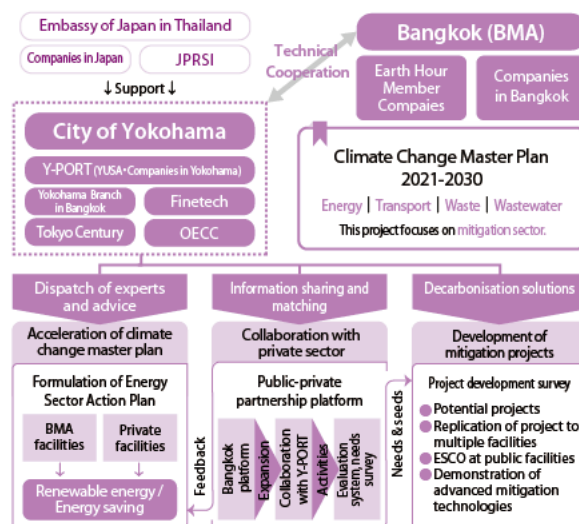 Embassy of Japan in Thailand
Companies in Japan
JPRSI
↓Support↓
Technical
Cooperation
Bangkok (BMA)
Earth Hour
Member
Compaies
Companies
in Bangkok
City of Yokohama
Y-PORT (YUSA・Companies in Yokohama)
Yokohama Branch
in Bangkok
Finetech
Tokyo Century
OECC
Climate Change Master Plan
2021-2030
Energy | Transport | Waste | Wastewater
This project focuses on mitigation sector.
Dispatch of experts
and advice
Acceleration of climate
change master plan
Formulation of Energy
Sector Action Plan
BMA
facilities
Private
facilities
Renewable energy /
Energy saving
Feedback
Information sharing and
matching
Collaboration with
private sector
Public-private
partnership platform
Bangkok
platform
Expansion
Collaboration
with Y-PORT
Activities
Evaluation
system, needs
survey
Needs & seeds
Decarbonisation solutions
Development of
mitigation projects
Project development survey
● Potential projects
● Replication of project to
multiple facilities
● ESCO at public facilities
● Demonstration of
advanced mitigation
technologies